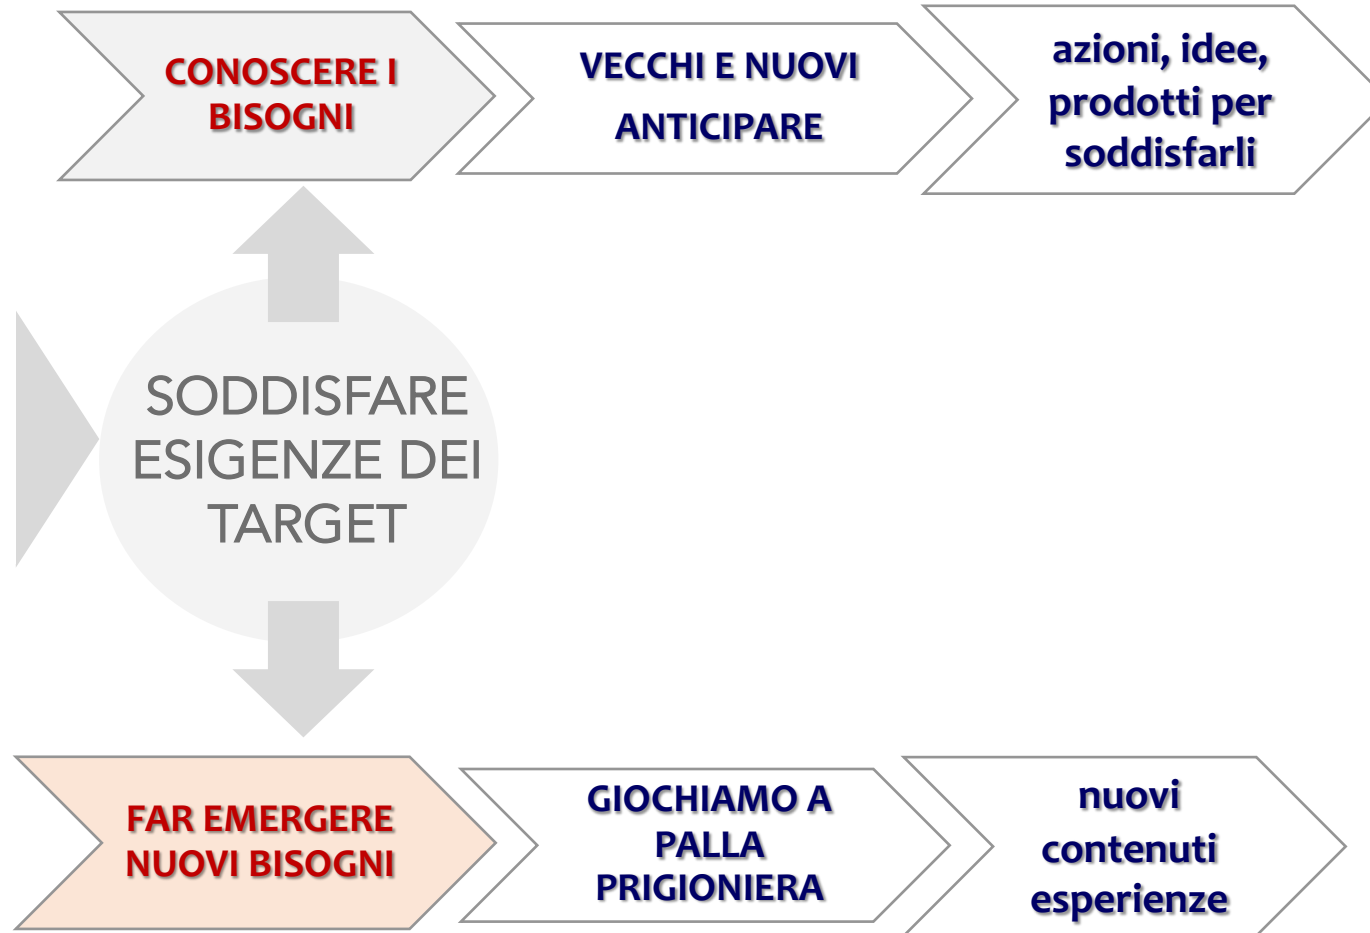 CONOSCERE I
BISOGNI
VECCHI E NUOVI
ANTICIPARE
azioni, idee,
prodotti per
soddisfarli
SODDISFARE
ESIGENZE DEI
TARGET
FAR EMERGERE
NUOVI BISOGNI
GIOCHIAMO A
PALLA
PRIGIONIERA
nuovi
contenuti
esperienze